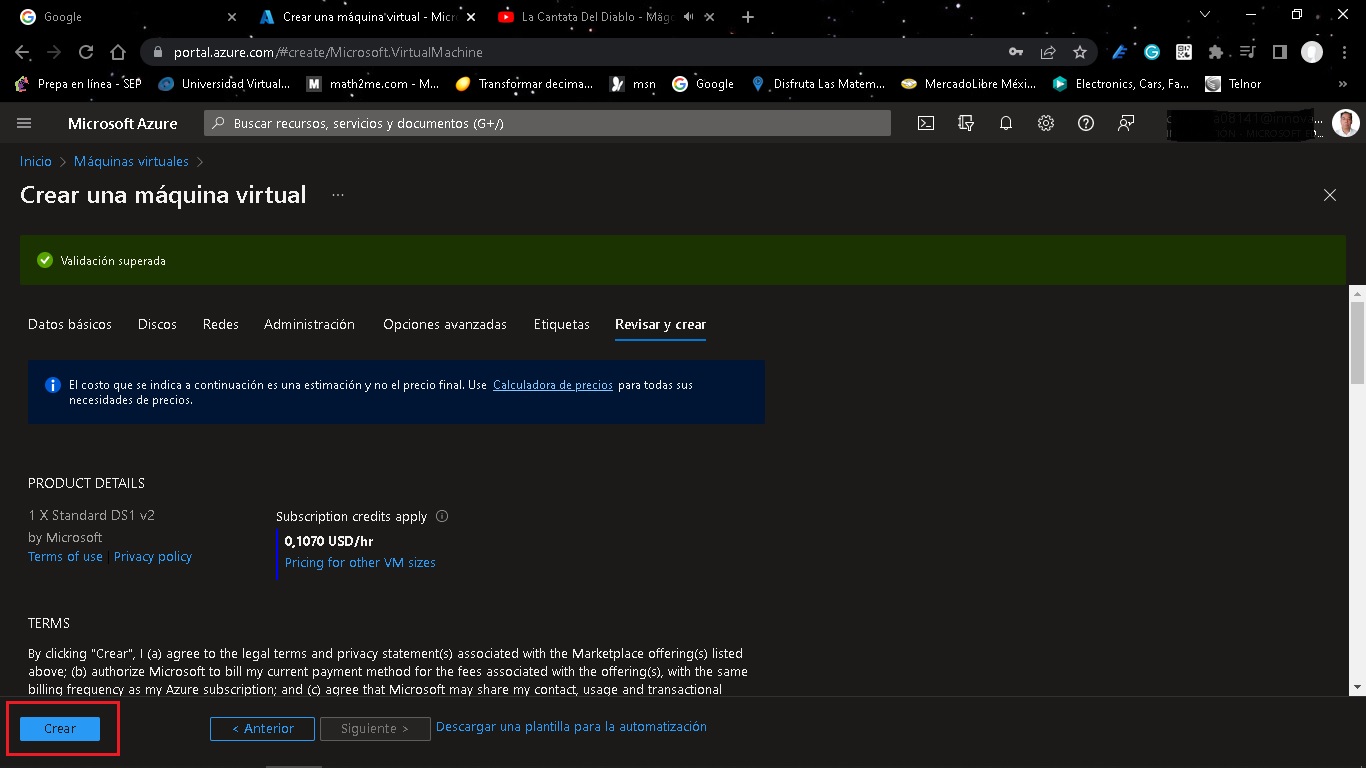 Google
Crear una máquina virtual - Micr
La Cantata Del Diablo - Mäg
portal.azure.com/#create/Microsoft.VirtualMachine
Prepa en línea - SEP
Universidad Virtual...
math2me.com - M...
Transformar decima...
msn
Google
Disfruta Las Matem...
MercadoLibre Méxi...
Electronics, Cars, Fa...
Telnor
Microsoft Azure
Buscar recursos, servicios y documentos (G+/)
Inicio > Máquinas virtuales >
Crear una máquina virtual ...
Validación superada
Datos básicos Discos Redes Administración Opciones avanzadas Etiquetas Revisar y crear
El costo que se indica a continuación es una estimación y no el precio final. Use Calculadora de precios para todas sus
necesidades de precios.
PRODUCT DETAILS
1 X Standard DS1 v2
by Microsoft
Terms of use | Privacy policy
Subscription credits apply
0,1070 USD/hr
Pricing for other VM sizes
TERMS
By clicking "Crear", I (a) agree to the legal terms and privacy statement(s) associated with the Marketplace offering(s) listed
above; (b) authorize Microsoft to bill my current payment method for the fees associated with the offering(s), with the same
billing frequency as my Azure subscription; and (c) agree that Microsoft may share my contact, usage and transactional
Crear
< Anterior
Siguiente >
Descargar una plantilla para la automatización